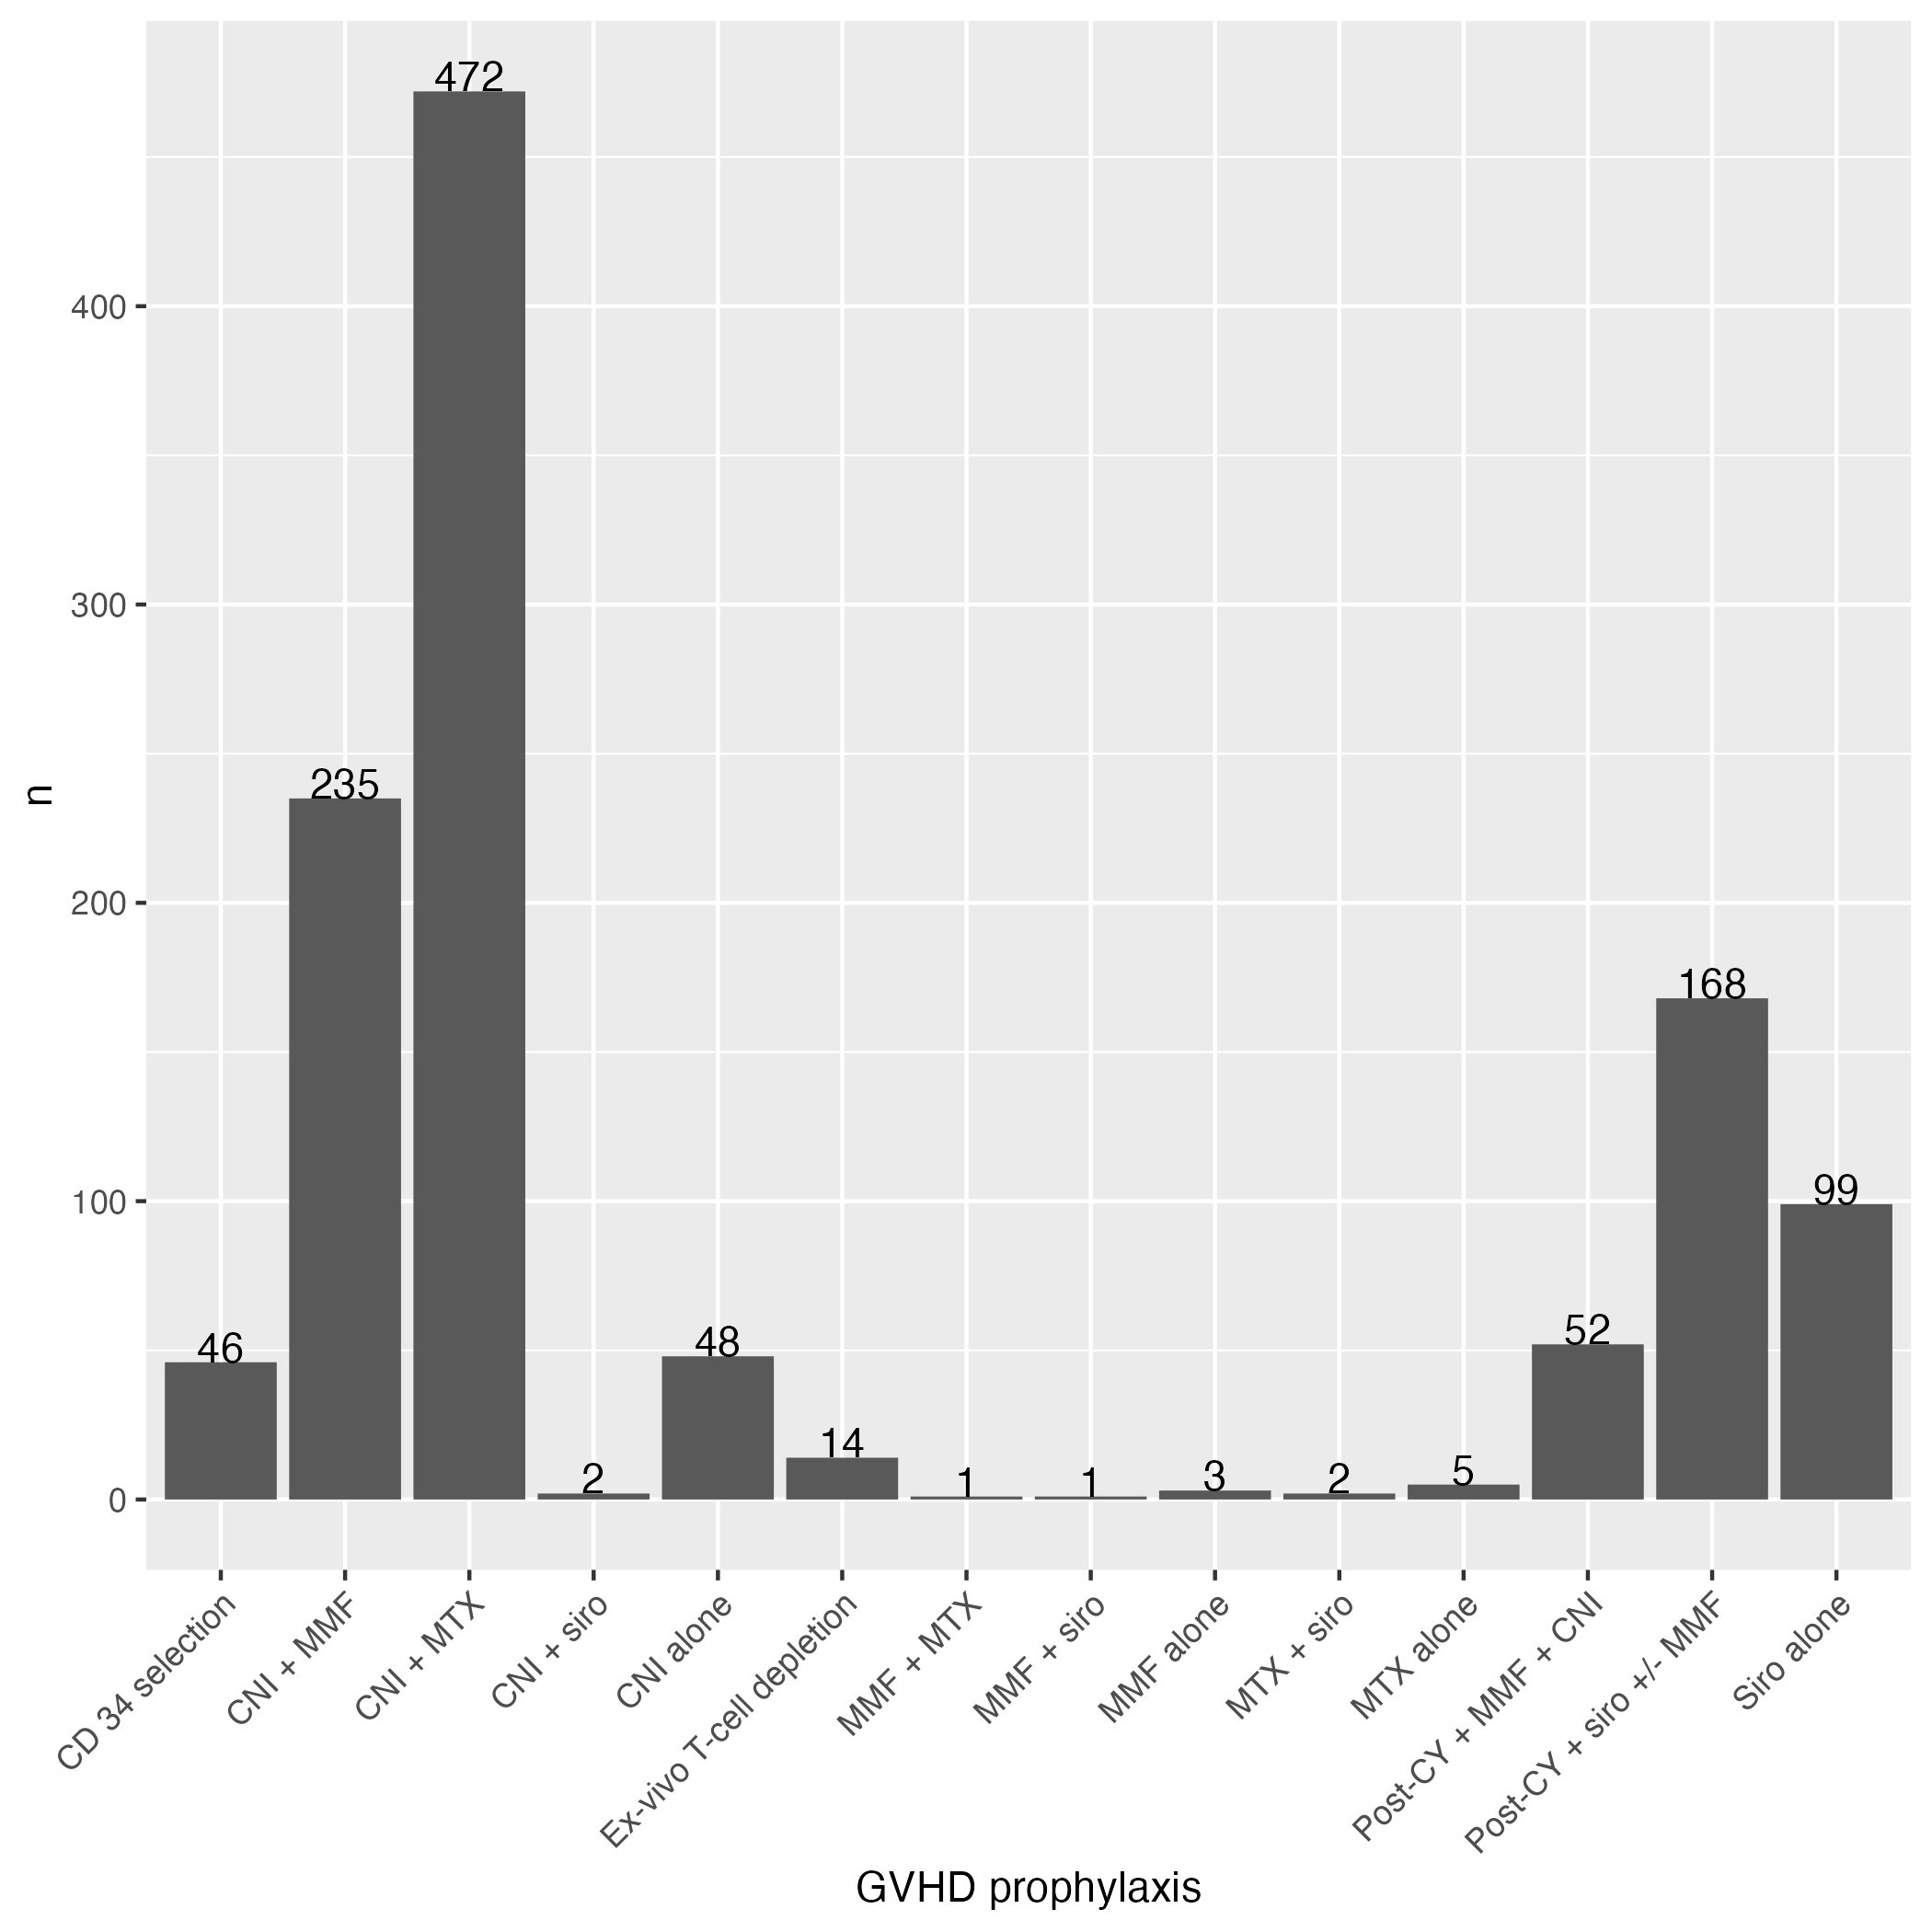 472
400
300
235
n
200
168
100
99
46
48
52
14
2
1
1
3
2
5
0
CD 34 selection
CNI + MMF
CNI + MTX
CNI + siro
CNI alone
Ex-vivo T-cell depletion
MMF + MTX
MMF + siro
MMF alone
MTX + siro
MTX alone
Post-CY + MMF + CNI
Post-CY + siro +/- MMF
Siro alone
GVHD prophylaxis